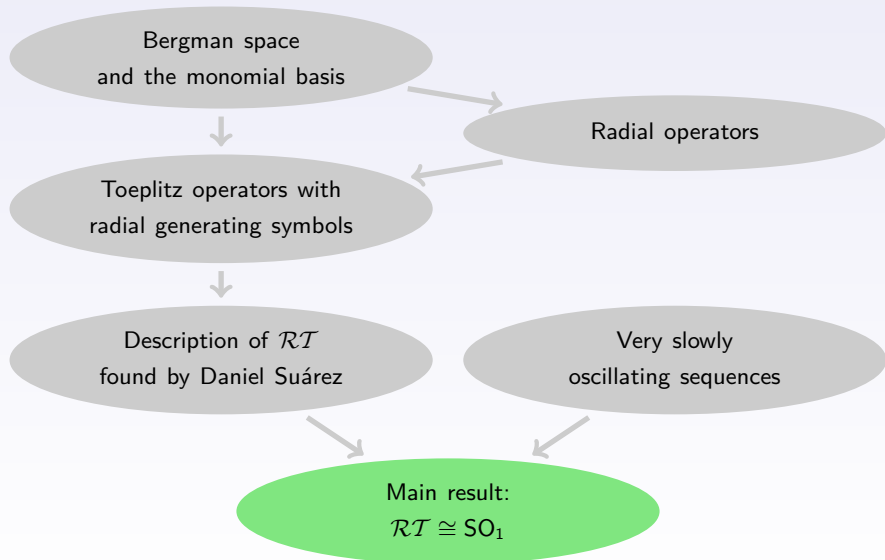 Bergman space
and the monomial basis
Radial operators
Toeplitz operators with
radial generating symbols
Description of 𝓡𝓣
found by Daniel Suárez
Very slowly
oscillating sequences
Main result:
𝓡𝓣 ≅ SO₁